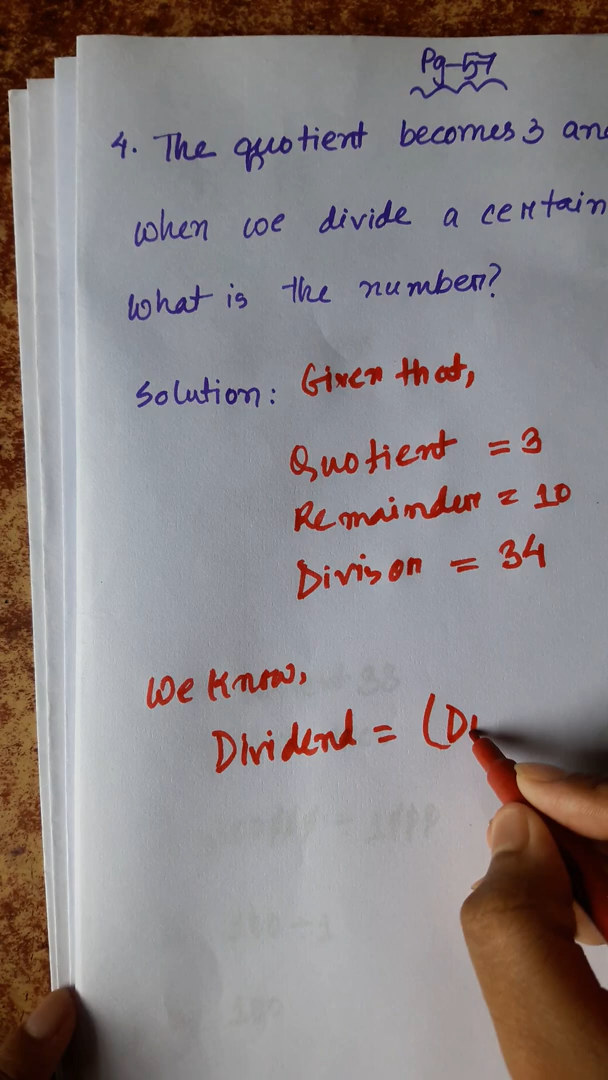 Pg-57
4. The quotient becomes 3 an
when we divide a certain
What is the number?
Solution: Given that,
Quotient = 3
Remainder = 10
Divison = 34
We know,
Dividend = (D